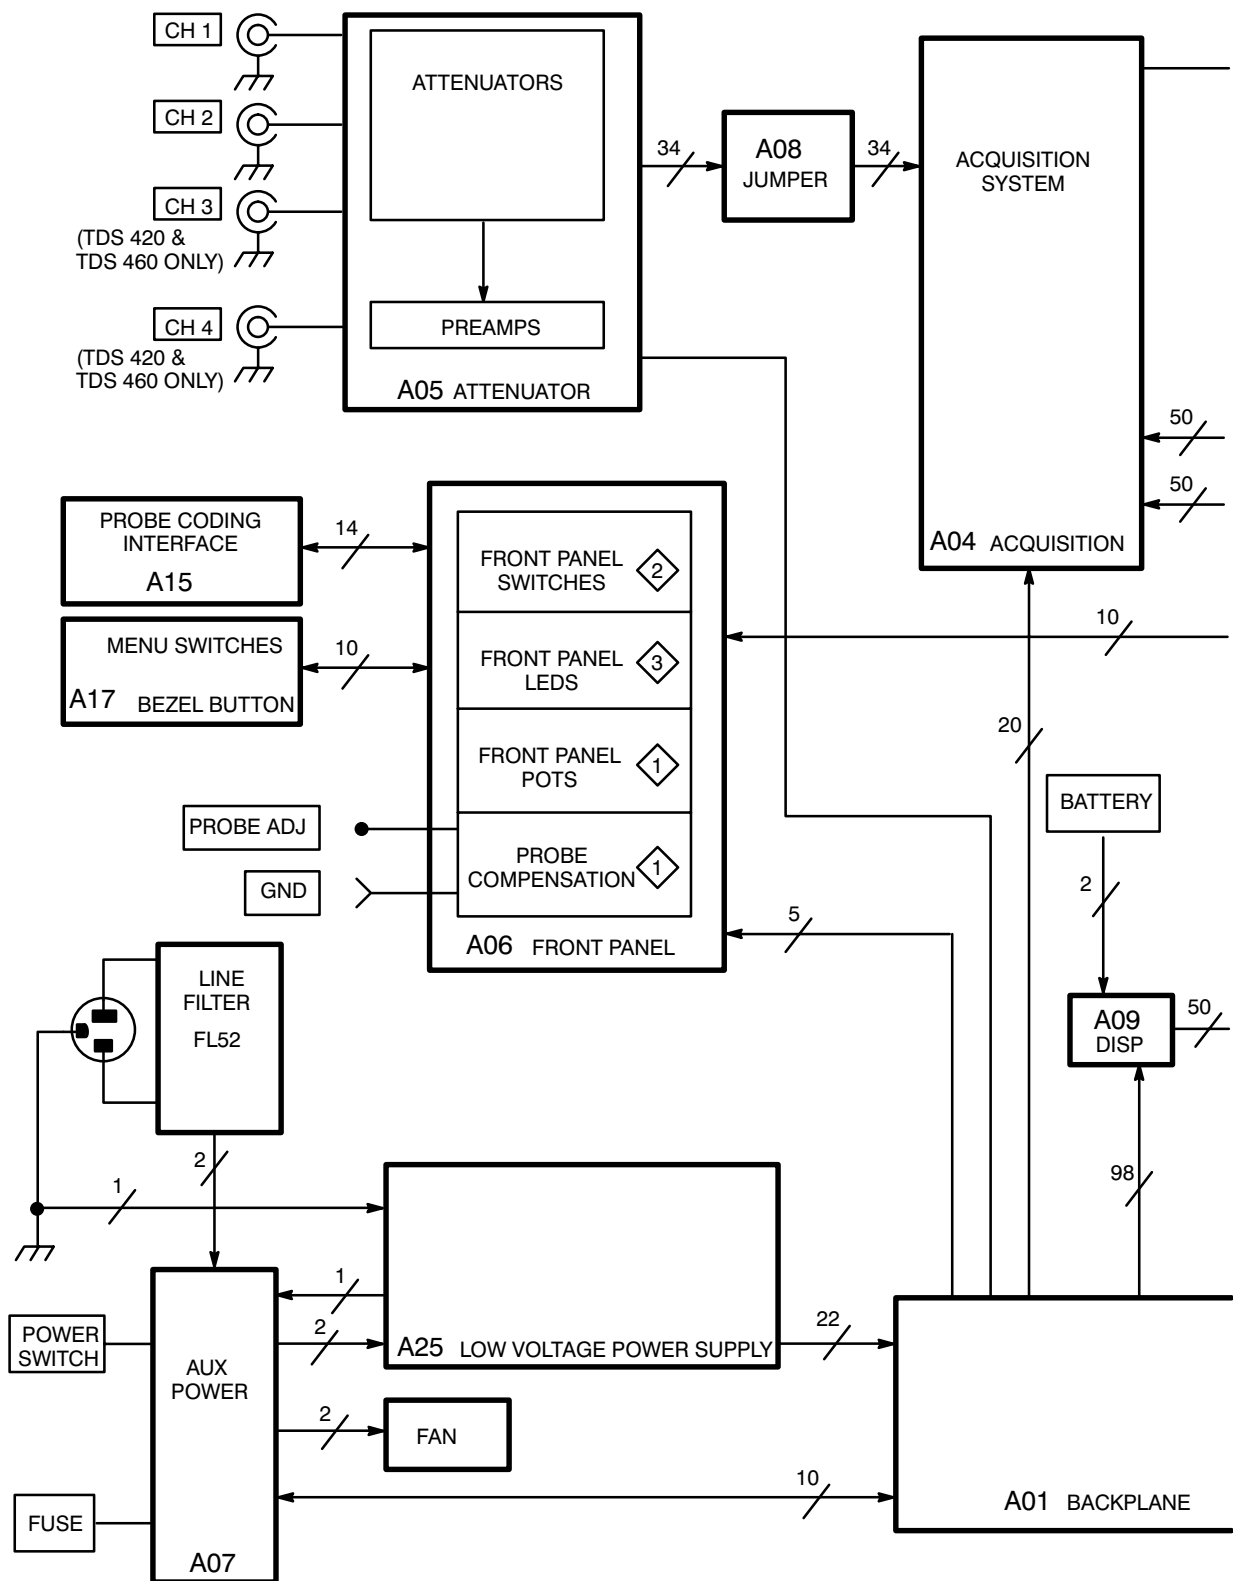 CH 1
CH 2
CH 3
(TDS 420 &
TDS 460 ONLY)
CH 4
(TDS 420 &
TDS 460 ONLY)
ATTENUATORS
PREAMPS
A05 ATTENUATOR
34
A08
JUMPER
34
ACQUISITION
SYSTEM
50
50
A04 ACQUISITION
PROBE CODING
INTERFACE
A15
14
MENU SWITCHES
A17 BEZEL BUTTON
10
FRONT PANEL
SWITCHES
2
FRONT PANEL
LEDS
3
FRONT PANEL
POTS
1
PROBE
COMPENSATION
1
A06 FRONT PANEL
10
20
PROBE ADJ
GND
5
BATTERY
2
A09
DISP
50
98
LINE
FILTER
FL52
2
1
1
2
A25 LOW VOLTAGE POWER SUPPLY
22
POWER
SWITCH
AUX
POWER
2
FAN
10
A01 BACKPLANE
FUSE
A07